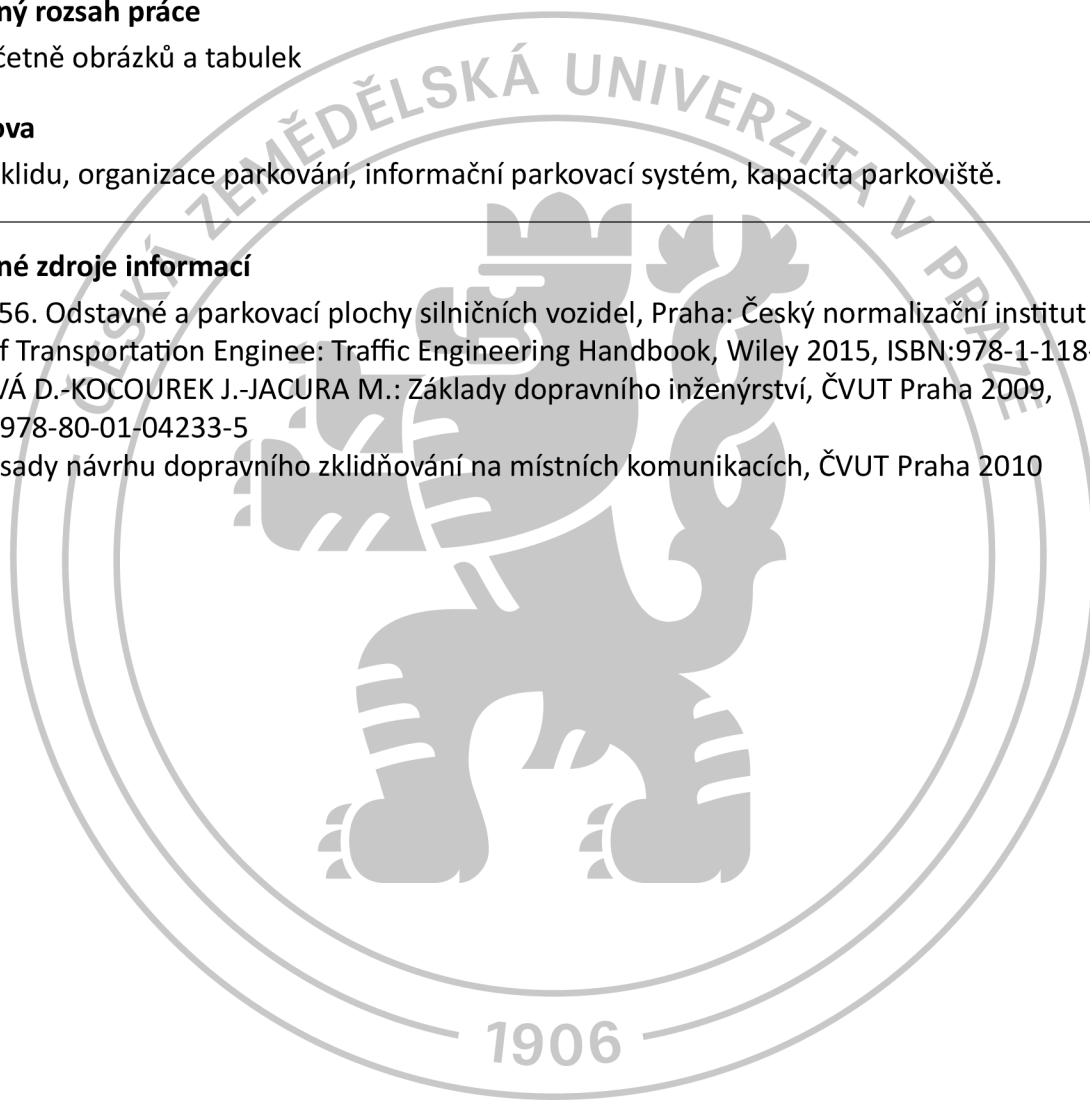 ný rozsah práce
četně obrázků a tabulek
ova
klidu, organizace parkování, informační parkovací systém, kapacita parkoviště.
né zdroje informací
56. Odstavné a parkovací plochy silničních vozidel, Praha: Český normalizační institut
f Transportation Enginee: Traffic Engineering Handbook, Wiley 2015, ISBN:978-1-118-
VÁ D.-KOCOUREK J.-JACURA M.: Základy dopravního inženýrství, ČVUT Praha 2009,
978-80-01-04233-5
sady návrhu dopravního zklidňování na místních komunikacích, ČVUT Praha 2010
ČESKÁ ZEMĚDĚLSKÁ UNIVERZITA V PRAZE
1906